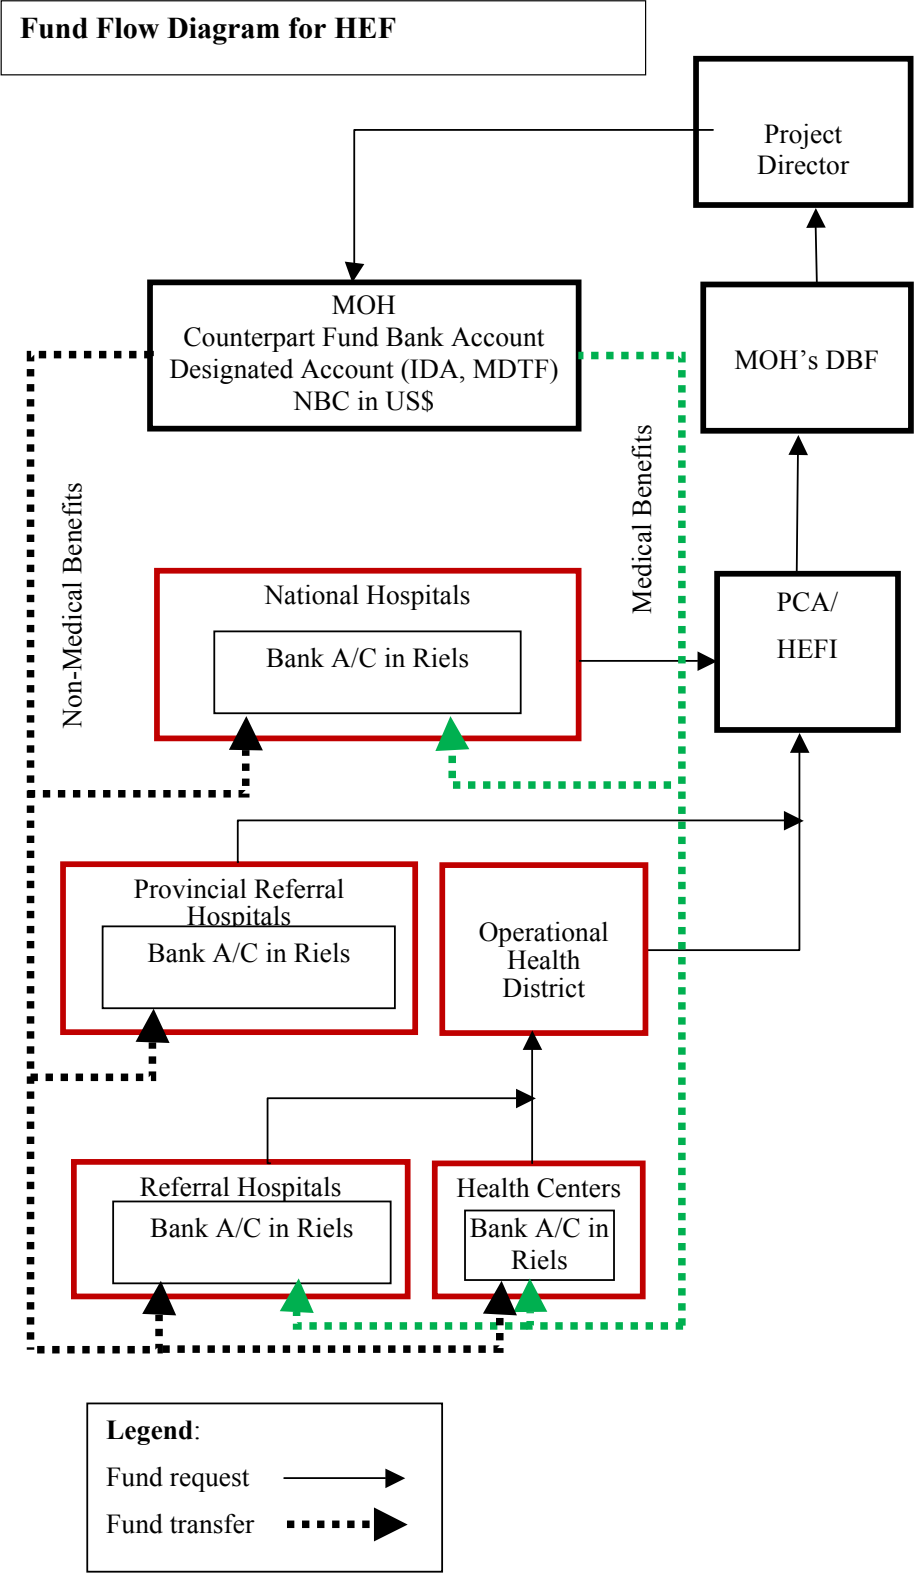 Fund Flow Diagram for HEF
Project
Director
MOH
Counterpart Fund Bank Account
Designated Account (IDA, MDTF)
NBC in US$
MOH’s DBF
Non-Medical Benefits
Medical Benefits
National Hospitals
Bank A/C in Riels
PCA/
HEFI
Provincial Referral
Hospitals
Bank A/C in Riels
Operational
Health
District
Referral Hospitals
Bank A/C in Riels
Health Centers
Bank A/C in
Riels
Legend:
Fund request
Fund transfer